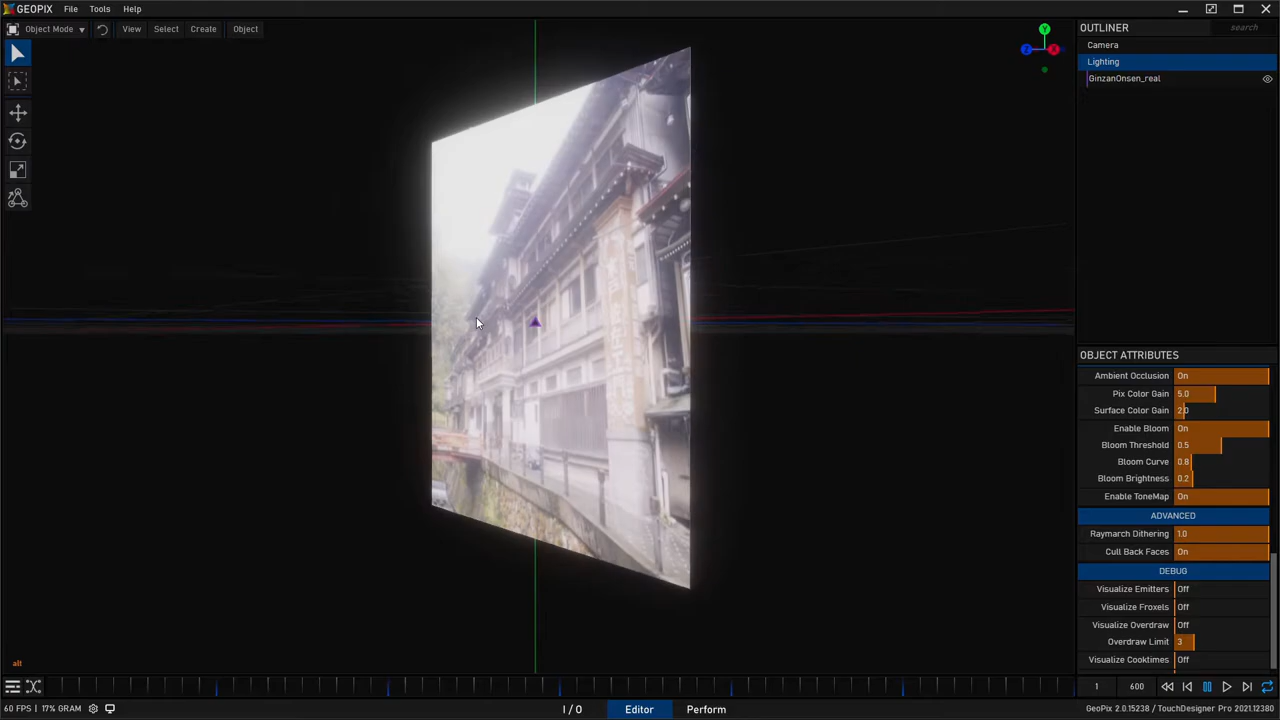 GEOPIX File Tools Help
Object Mode View Select Create Object
OUTLINER search
Camera
Lighting
GinzanOnsen_real
Y
Z X
OBJECT ATTRIBUTES
Ambient Occlusion On
Pix Color Gain 5.0
Surface Color Gain 2.0
Enable Bloom On
Bloom Threshold 0.5
Bloom Curve 0.8
Bloom Brightness 0.2
Enable ToneMap On
ADVANCED
Raymarch Dithering 1.0
Cull Back Faces On
DEBUG
Visualize Emitters Off
Visualize Froxels Off
Visualize Overdraw Off
Overdraw Limit 3
Visualize Cooktimes Off
alt
1 600
60 FPS | 17% GRAM I / O Editor Perform GeoPix 2.0.15238 | TouchDesigner Pro 2021.12380